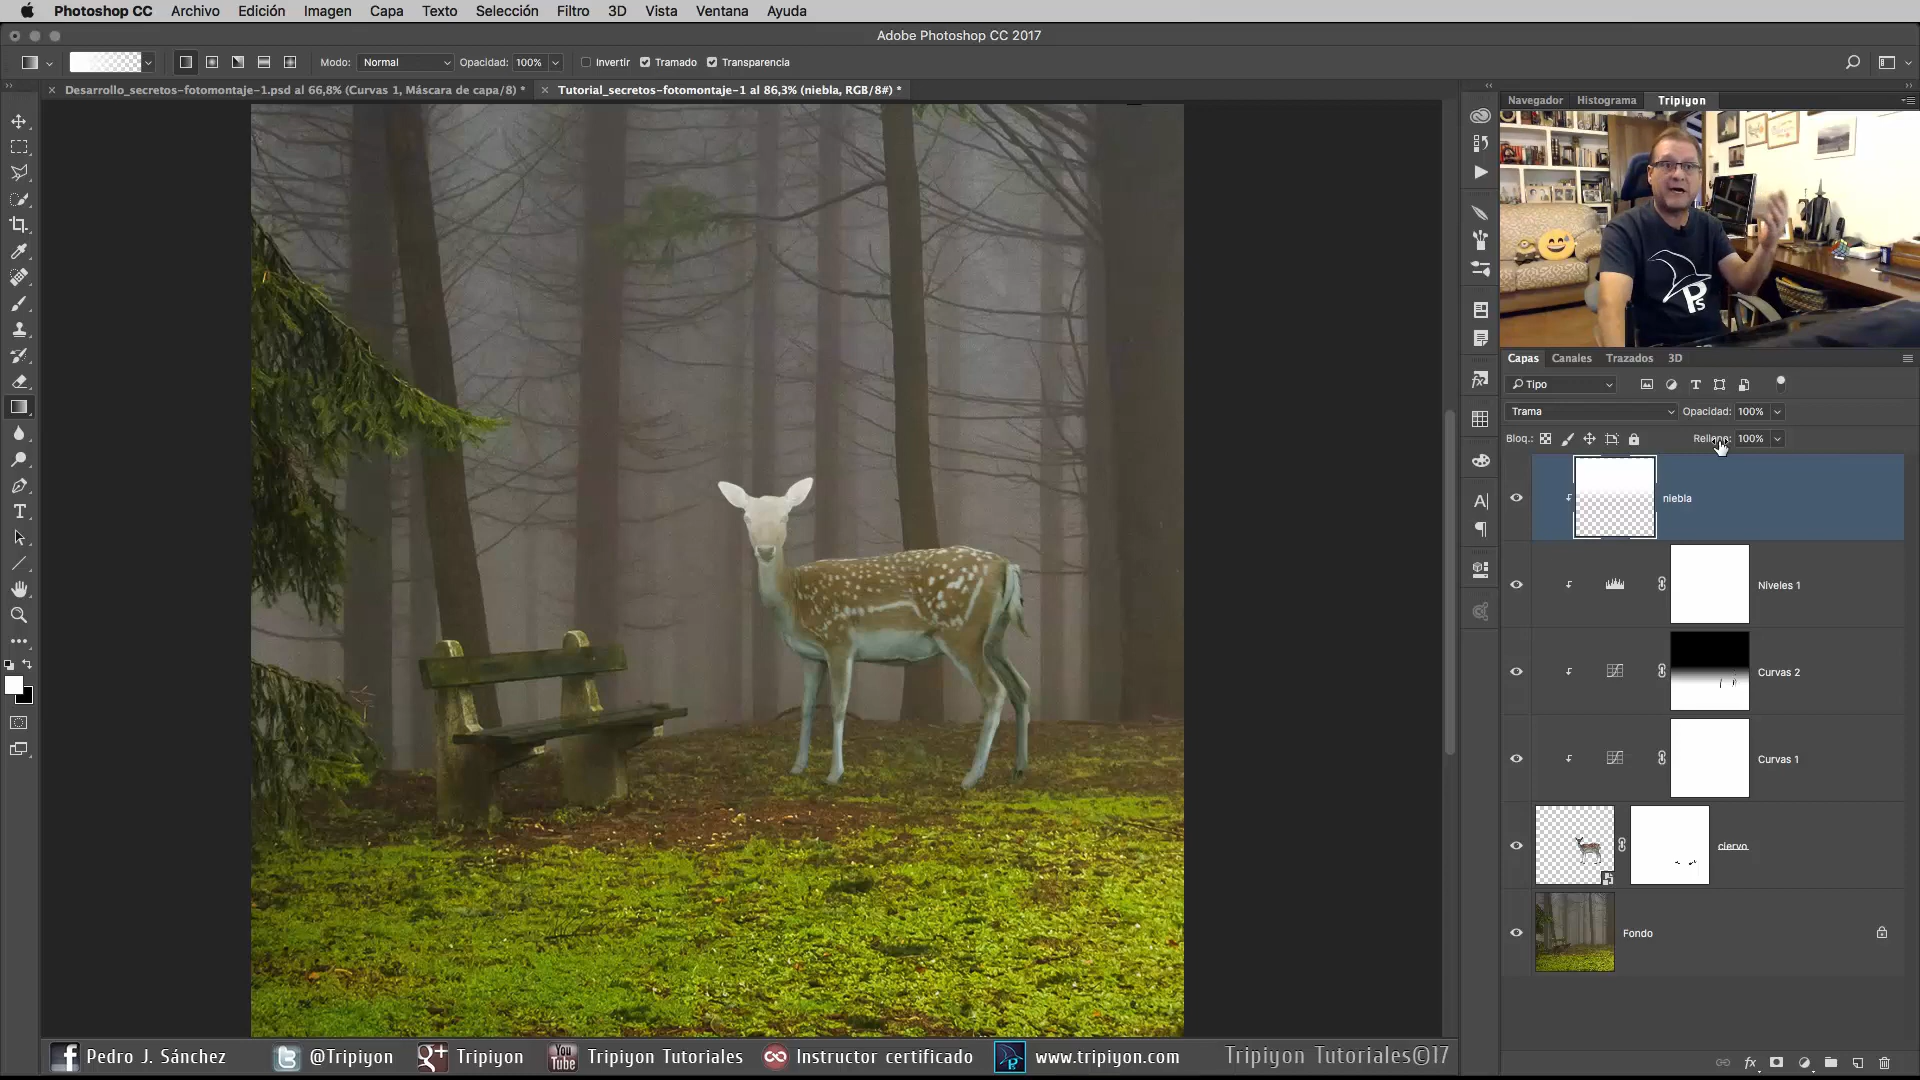 Photoshop CC Archivo Edición Imagen Capa Texto Selección Filtro 3D Vista Ventana Ayuda
Adobe Photoshop CC 2017
Modo: Normal Opacidad: 100% Invertir Tramado Transparencia
Desarrollo_secretos-fotomontaje-1.psd al 66,8% (Curvas 1, Máscara de capa/8) *
Tutorial_secretos-fotomontaje-1 al 86,3% (niebla, RGB/8#) *
Navegador Histograma Tripiyon
Ps
Capas Canales Trazados 3D
Tipo
Trama Opacidad: 100%
Bloq.: Relleno: 100%
niebla
Niveles 1
Curvas 2
Curvas 1
ciervo
Fondo
Pedro J. Sánchez @Tripiyon Tripiyon You Tube Tripiyon Tutoriales Instructor certificado www.tripiyon.com Tripiyon Tutoriales©17